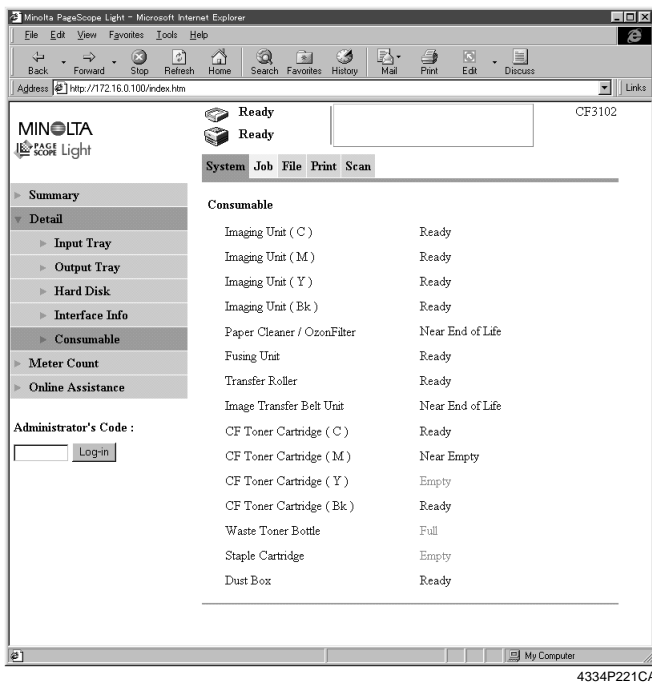 Minolta PageScope Light - Microsoft Internet Explorer
File Edit View Favorites Tools Help
Back Forward Stop Refresh Home Search Favorites History Mail Print Edit Discuss
Address http://172.16.0.100/index.htm Links
MINOLTA
PAGE SCOPE Light
Ready
Ready
CF3102
System Job File Print Scan
Summary
Detail
Input Tray
Output Tray
Hard Disk
Interface Info
Consumable
Meter Count
Online Assistance
Administrator's Code :
Log-in
Consumable
Imaging Unit ( C ) Ready
Imaging Unit ( M ) Ready
Imaging Unit ( Y ) Ready
Imaging Unit ( Bk ) Ready
Paper Cleaner / OzonFilter Near End of Life
Fusing Unit Ready
Transfer Roller Ready
Image Transfer Belt Unit Near End of Life
CF Toner Cartridge ( C ) Ready
CF Toner Cartridge ( M ) Near Empty
CF Toner Cartridge ( Y ) Empty
CF Toner Cartridge ( Bk ) Ready
Waste Toner Bottle Full
Staple Cartridge Empty
Dust Box Ready
My Computer
4334P221CA